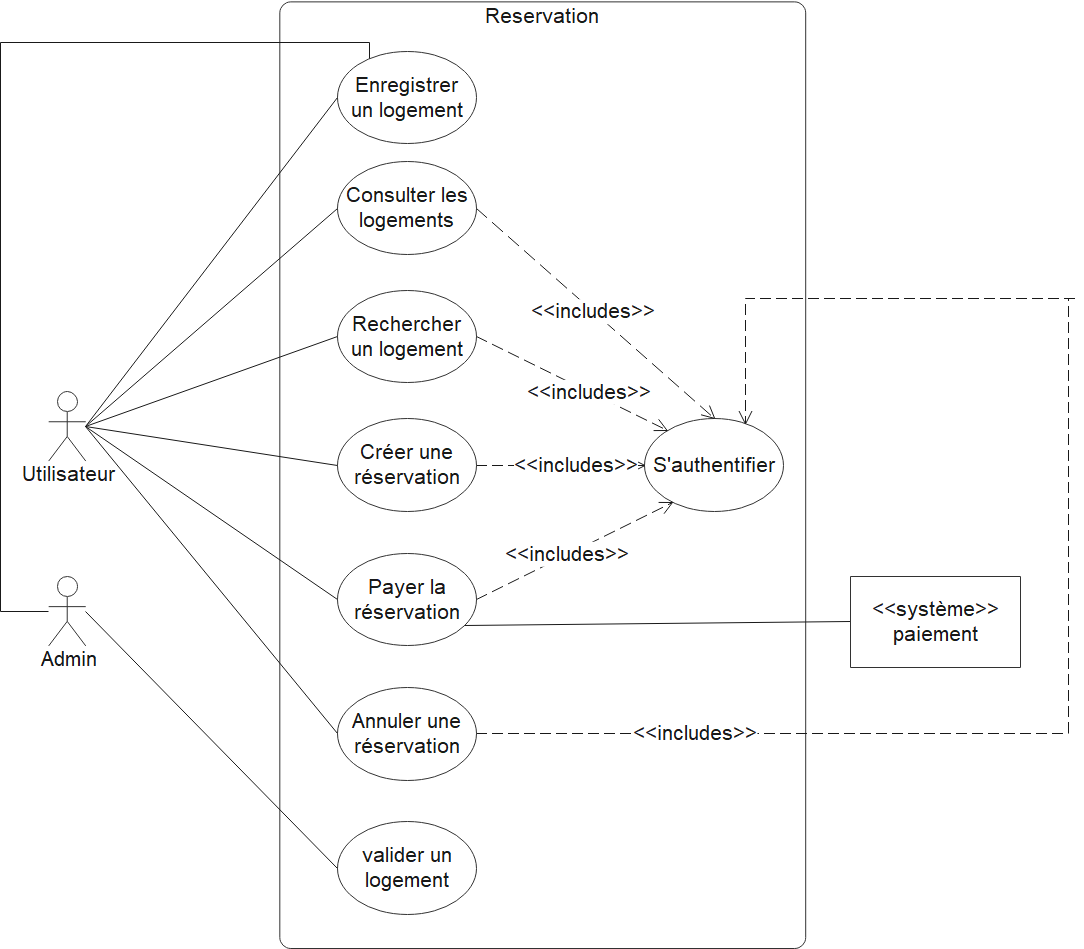 Reservation
Enregistrer
un logement
Consulter les
logements
<<includes>>
Rechercher
un logement
<<includes>>
Utilisateur
Créer une
réservation
<<includes>>
S'authentifier
<<includes>>
Payer la
réservation
<<système>>
paiement
Admin
Annuler une
réservation
<<includes>>
valider un
logement